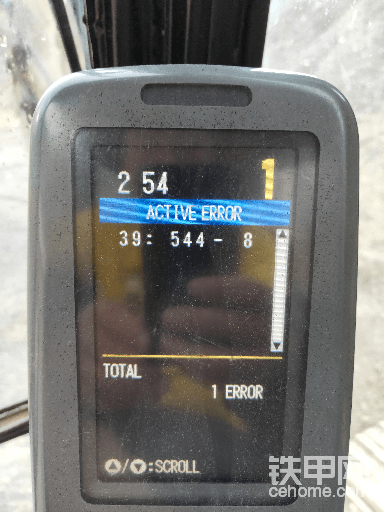 2 54
1
ACTIVE ERROR
39: 544- 8
TOTAL
1 ERROR
△/▽:SCROLL
铁甲网
cehome.com